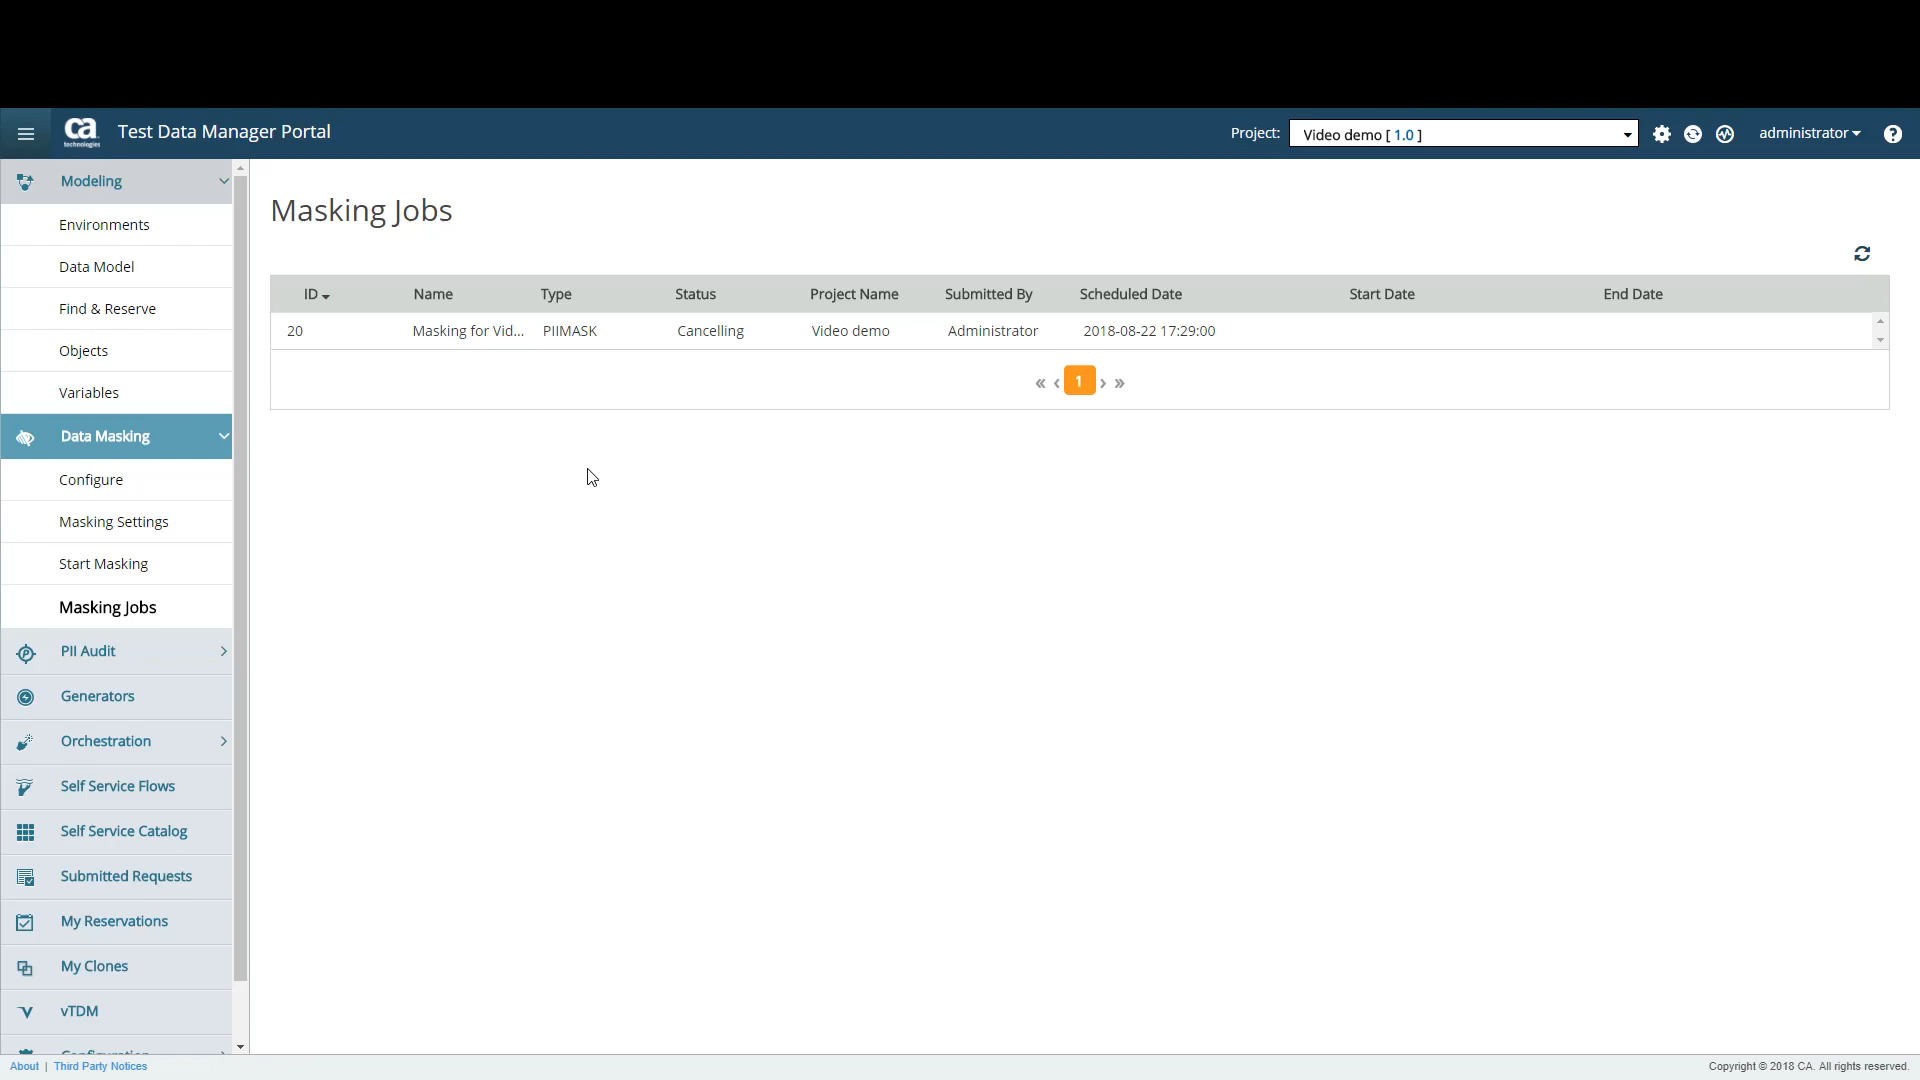 ca technologies Test Data Manager Portal Project: Video demo [ 1.0 ] administrator ?
Modeling
Environments
Data Model
Find & Reserve
Objects
Variables
Data Masking
Configure
Masking Settings
Start Masking
Masking Jobs
PII Audit
Generators
Orchestration
Self Service Flows
Self Service Catalog
Submitted Requests
My Reservations
My Clones
vTDM
Masking Jobs
ID Name Type Status Project Name Submitted By Scheduled Date Start Date End Date
20 Masking for Vid... PIIMASK Cancelling Video demo Administrator 2018-08-22 17:29:00
« ‹ 1 › »
About | Third Party Notices Copyright © 2018 CA. All rights reserved.